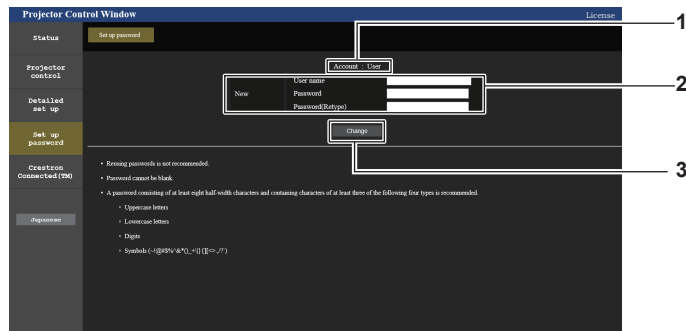 Projector Control Window
License
Status
Set up password
1
Projector
control
Account : User
2
User name
New
Password
Password(Retype)
Detailed
set up
Change
Set up
password
3
Crestron
Connected(TM)
• Reusing passwords is not recommended.
• Password cannot be blank.
• A password consisting of at least eight half-width characters and containing characters of at least three of the following four types is recommended.
◦ Uppercase letters
Japanese
◦ Lowercase letters
◦ Digits